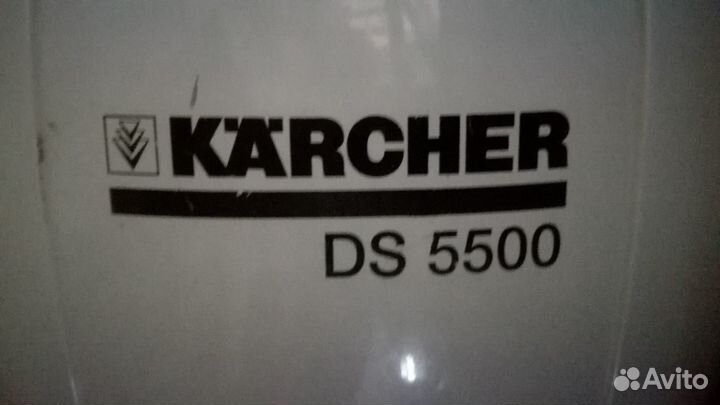 KÄRCHER
DS 5500
Avito